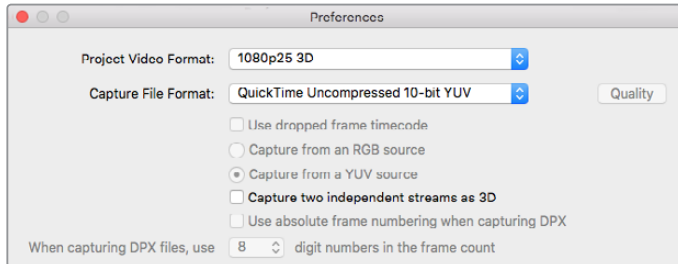 Preferences
Project Video Format: 1080p25 3D
Capture File Format: QuickTime Uncompressed 10-bit YUV Quality
Use dropped frame timecode
Capture from an RGB source
Capture from a YUV source
Capture two independent streams as 3D
Use absolute frame numbering when capturing DPX
When capturing DPX files, use 8 digit numbers in the frame count